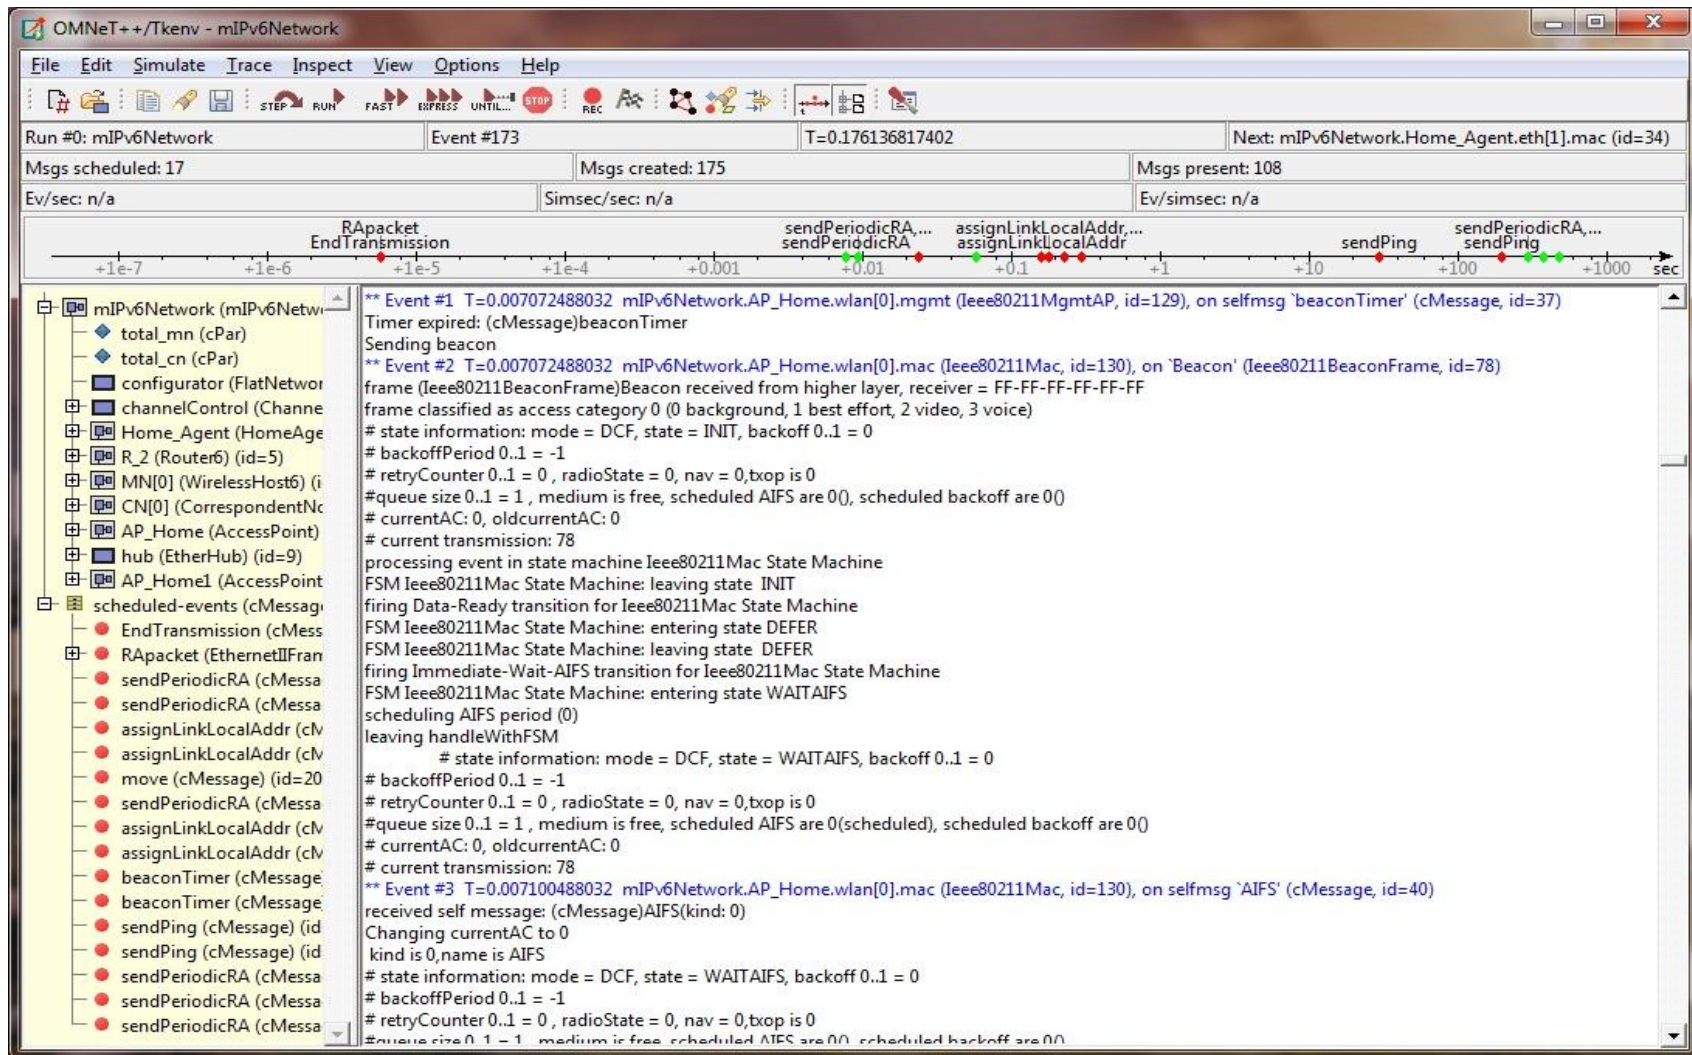 OMNeT++/Tkenv - mIPv6Network
File Edit Simulate Trace Inspect View Options Help
STEP RUN FAST EXPRESS UNTIL... STOP REC
Run #0: mIPv6Network Event #173 T=0.176136817402 Next: mIPv6Network.Home_Agent.eth[1].mac (id=34)
Msgs scheduled: 17 Msgs created: 175 Msgs present: 108
Ev/sec: n/a Simsec/sec: n/a Ev/simsec: n/a
RApacket sendPeriodicRA,... assignLinkLocalAddr,... sendPeriodicRA,...
EndTransmission sendPeriodicRA assignLinkLocalAddr sendPing sendPing
+1e-7 +1e-6 +1e-5 +1e-4 +0.001 +0.01 +0.1 +1 +10 +100 +1000 sec
mIPv6Network (mIPv6Netw
total_mn (cPar)
total_cn (cPar)
configurator (FlatNetwor
channelControl (Channe
Home_Agent (HomeAge
R_2 (Router6) (id=5)
MN[0] (WirelessHost6) (i
CN[0] (CorrespondentNo
AP_Home (AccessPoint)
hub (EtherHub) (id=9)
AP_Home1 (AccessPoint
scheduled-events (cMessag
EndTransmission (cMess
RApacket (EthernetIIFran
sendPeriodicRA (cMessa
sendPeriodicRA (cMessa
assignLinkLocalAddr (cM
assignLinkLocalAddr (cM
move (cMessage) (id=20
sendPeriodicRA (cMessa
assignLinkLocalAddr (cM
assignLinkLocalAddr (cM
beaconTimer (cMessage
beaconTimer (cMessage
sendPing (cMessage) (id
sendPing (cMessage) (id
sendPeriodicRA (cMessa
sendPeriodicRA (cMessa
sendPeriodicRA (cMessa
** Event #1 T=0.007072488032 mIPv6Network.AP_Home.wlan[0].mgmt (Ieee80211MgmtAP, id=129), on selfmsg `beaconTimer' (cMessage, id=37)
Timer expired: (cMessage)beaconTimer
Sending beacon
** Event #2 T=0.007072488032 mIPv6Network.AP_Home.wlan[0].mac (Ieee80211Mac, id=130), on `Beacon' (Ieee80211BeaconFrame, id=78)
frame (Ieee80211BeaconFrame)Beacon received from higher layer, receiver = FF-FF-FF-FF-FF-FF
frame classified as access category 0 (0 background, 1 best effort, 2 video, 3 voice)
# state information: mode = DCF, state = INIT, backoff 0..1 = 0
# backoffPeriod 0..1 = -1
# retryCounter 0..1 = 0 , radioState = 0, nav = 0,txop is 0
#queue size 0..1 = 1 , medium is free, scheduled AIFS are 0(), scheduled backoff are 0()
# currentAC: 0, oldcurrentAC: 0
# current transmission: 78
processing event in state machine Ieee80211Mac State Machine
FSM Ieee80211Mac State Machine: leaving state INIT
firing Data-Ready transition for Ieee80211Mac State Machine
FSM Ieee80211Mac State Machine: entering state DEFER
FSM Ieee80211Mac State Machine: leaving state DEFER
firing Immediate-Wait-AIFS transition for Ieee80211Mac State Machine
FSM Ieee80211Mac State Machine: entering state WAITAIFS
scheduling AIFS period (0)
leaving handleWithFSM
# state information: mode = DCF, state = WAITAIFS, backoff 0..1 = 0
# backoffPeriod 0..1 = -1
# retryCounter 0..1 = 0 , radioState = 0, nav = 0,txop is 0
#queue size 0..1 = 1 , medium is free, scheduled AIFS are 0(scheduled), scheduled backoff are 0()
# currentAC: 0, oldcurrentAC: 0
# current transmission: 78
** Event #3 T=0.007100488032 mIPv6Network.AP_Home.wlan[0].mac (Ieee80211Mac, id=130), on selfmsg `AIFS' (cMessage, id=40)
received self message: (cMessage)AIFS(kind: 0)
Changing currentAC to 0
kind is 0,name is AIFS
# state information: mode = DCF, state = WAITAIFS, backoff 0..1 = 0
# backoffPeriod 0..1 = -1
# retryCounter 0..1 = 0 , radioState = 0, nav = 0,txop is 0
#queue size 0..1 = 1 , medium is free, scheduled AIFS are 0(), scheduled backoff are 0()